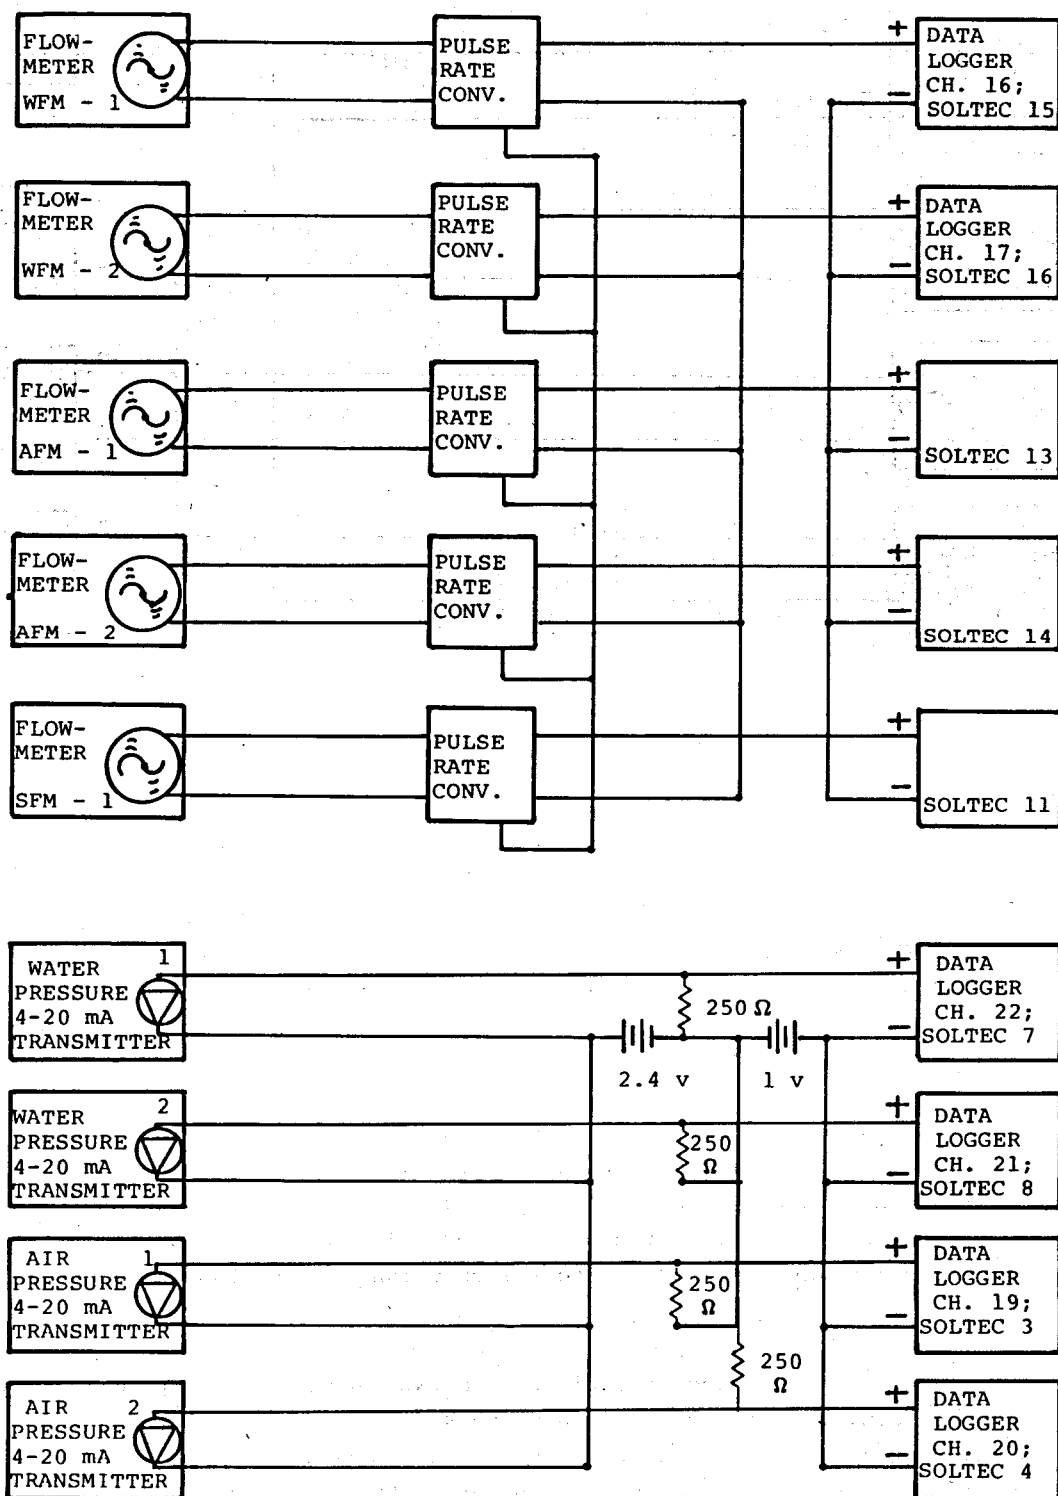 FLOW-
METER
WFM - 1
PULSE
RATE
CONV.
+
−
DATA
LOGGER
CH. 16;
SOLTEC 15
FLOW-
METER
WFM - 2
PULSE
RATE
CONV.
+
−
DATA
LOGGER
CH. 17;
SOLTEC 16
FLOW-
METER
AFM - 1
PULSE
RATE
CONV.
+
−
SOLTEC 13
FLOW-
METER
AFM - 2
PULSE
RATE
CONV.
+
−
SOLTEC 14
FLOW-
METER
SFM - 1
PULSE
RATE
CONV.
+
−
SOLTEC 11
1
WATER
PRESSURE
4-20 mA
TRANSMITTER
250 Ω
2.4 v
1 v
+
−
DATA
LOGGER
CH. 22;
SOLTEC 7
2
WATER
PRESSURE
4-20 mA
TRANSMITTER
250
Ω
+
−
DATA
LOGGER
CH. 21;
SOLTEC 8
AIR 1
PRESSURE
4-20 mA
TRANSMITTER
250
Ω
+
−
DATA
LOGGER
CH. 19;
SOLTEC 3
250
Ω
AIR 2
PRESSURE
4-20 mA
TRANSMITTER
+
−
DATA
LOGGER
CH. 20;
SOLTEC 4